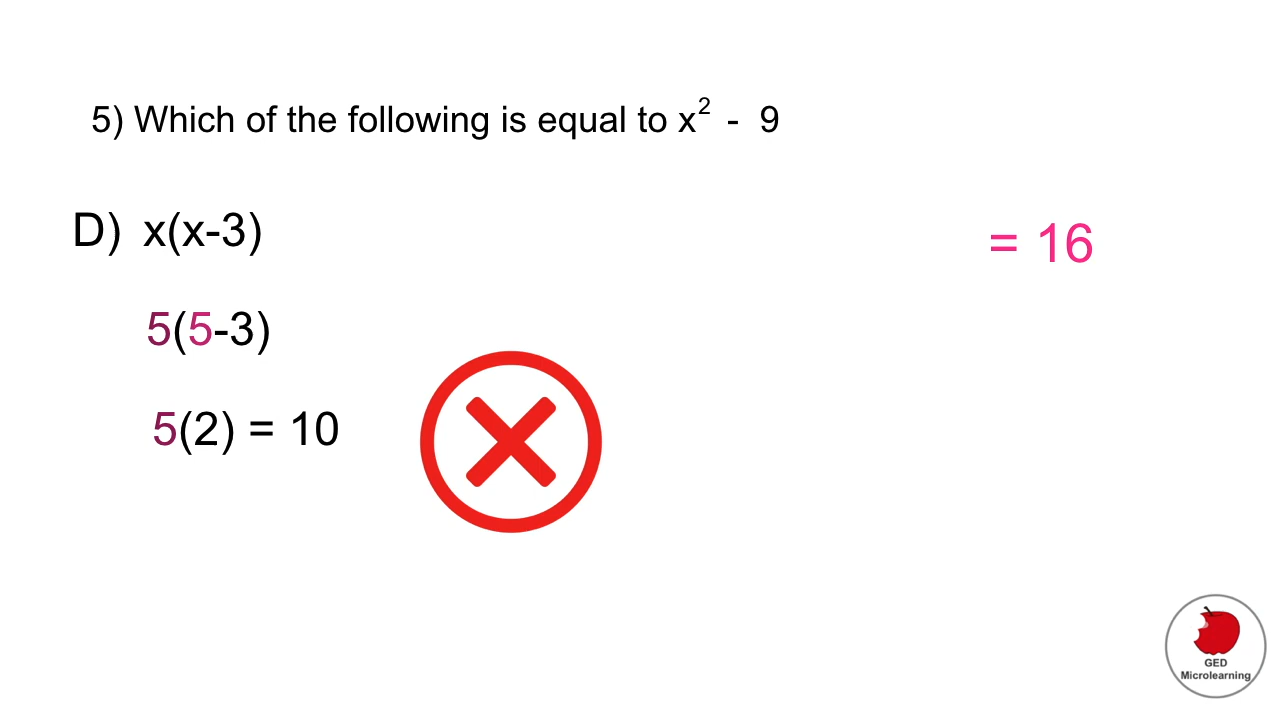 5) Which of the following is equal to x² - 9
D) x(x-3)
= 16
5(5-3)
5(2) = 10
GED
Microlearning